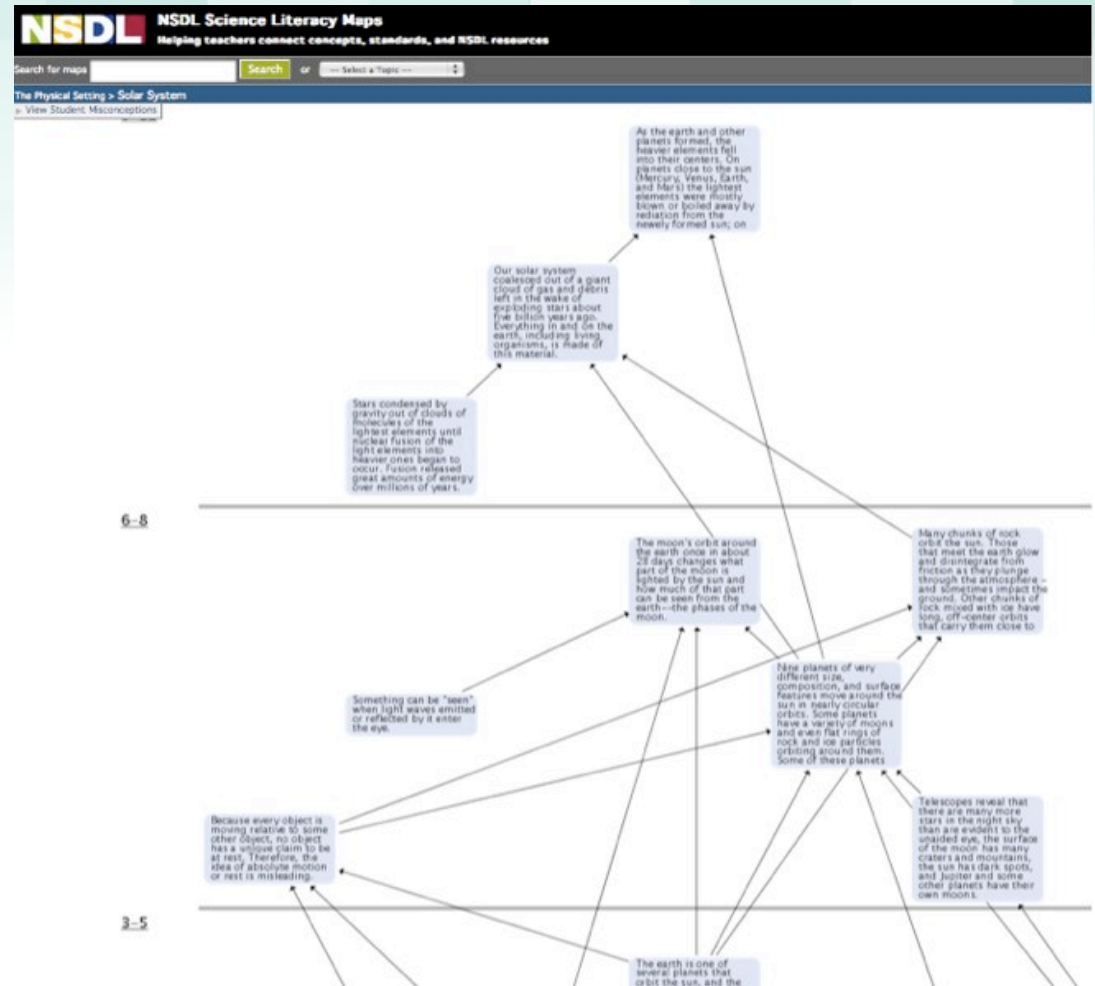 NSDL
NSDL Science Literacy Maps
Helping teachers connect concepts, standards, and NSDL resources
Search for maps
Search
or
--- Select a Topic ---
The Physical Setting > Solar System
View Student Misconceptions
As the earth and other
planets formed, the
heavier elements fell
into their centers. On
planets close to the sun
(Mercury, Venus, Earth,
and Mars) the lightest
elements were mostly
blown or boiled away by
radiation from the
newly formed sun; on
Our solar system
coalesced out of a giant
cloud of gas and debris
left in the wake of
exploding stars about
five billion years ago.
Everything in and on the
earth, including living
organisms, is made of
this material.
Stars condensed by
gravity out of clouds of
molecules of the
lightest elements until
nuclear fusion of the
light elements into
heavier ones began to
occur. Fusion released
great amounts of energy
over millions of years.
6-8
The moon's orbit around
the earth once in about
28 days changes what
part of the moon is
lighted by the sun and
how much of that part
can be seen from the
earth--the phases of the
moon.
Many chunks of rock
orbit the sun. Those
that meet the earth glow
and disintegrate from
friction as they plunge
through the atmosphere -
and sometimes impact the
ground. Other chunks of
rock mixed with ice have
long, off-center orbits
that carry them close to
Nine planets of very
different size,
composition, and surface
features move around the
sun in nearly circular
orbits. Some planets
have a variety of moons
and even flat rings of
rock and ice particles
orbiting around them.
Some of these planets
Something can be "seen"
when light waves emitted
or reflected by it enter
the eye.
Telescopes reveal that
there are many more
stars in the night sky
than are evident to the
unaided eye, the surface
of the moon has many
craters and mountains,
the sun has dark spots,
and Jupiter and some
other planets have their
own moons.
Because every object is
moving relative to some
other object, no object
has a unique claim to be
at rest. Therefore, the
idea of absolute motion
or rest is misleading.
3-5
The earth is one of
several planets that
orbit the sun, and the